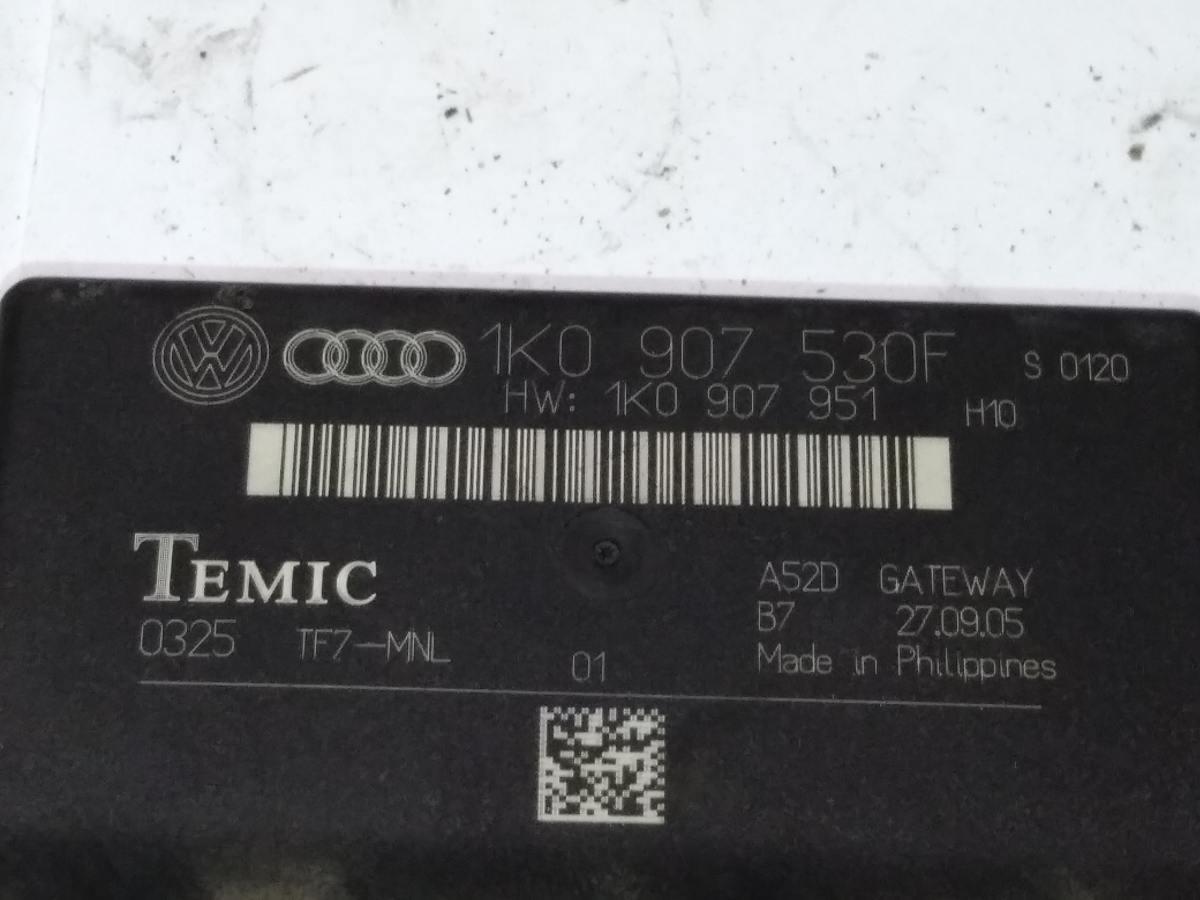 1K0 907 530F S 0120
HW: 1K0 907 951 H10
TEMIC
A52D GATEWAY
B7 27.09.05
0325 TF7-MNL 01 Made in Philippines